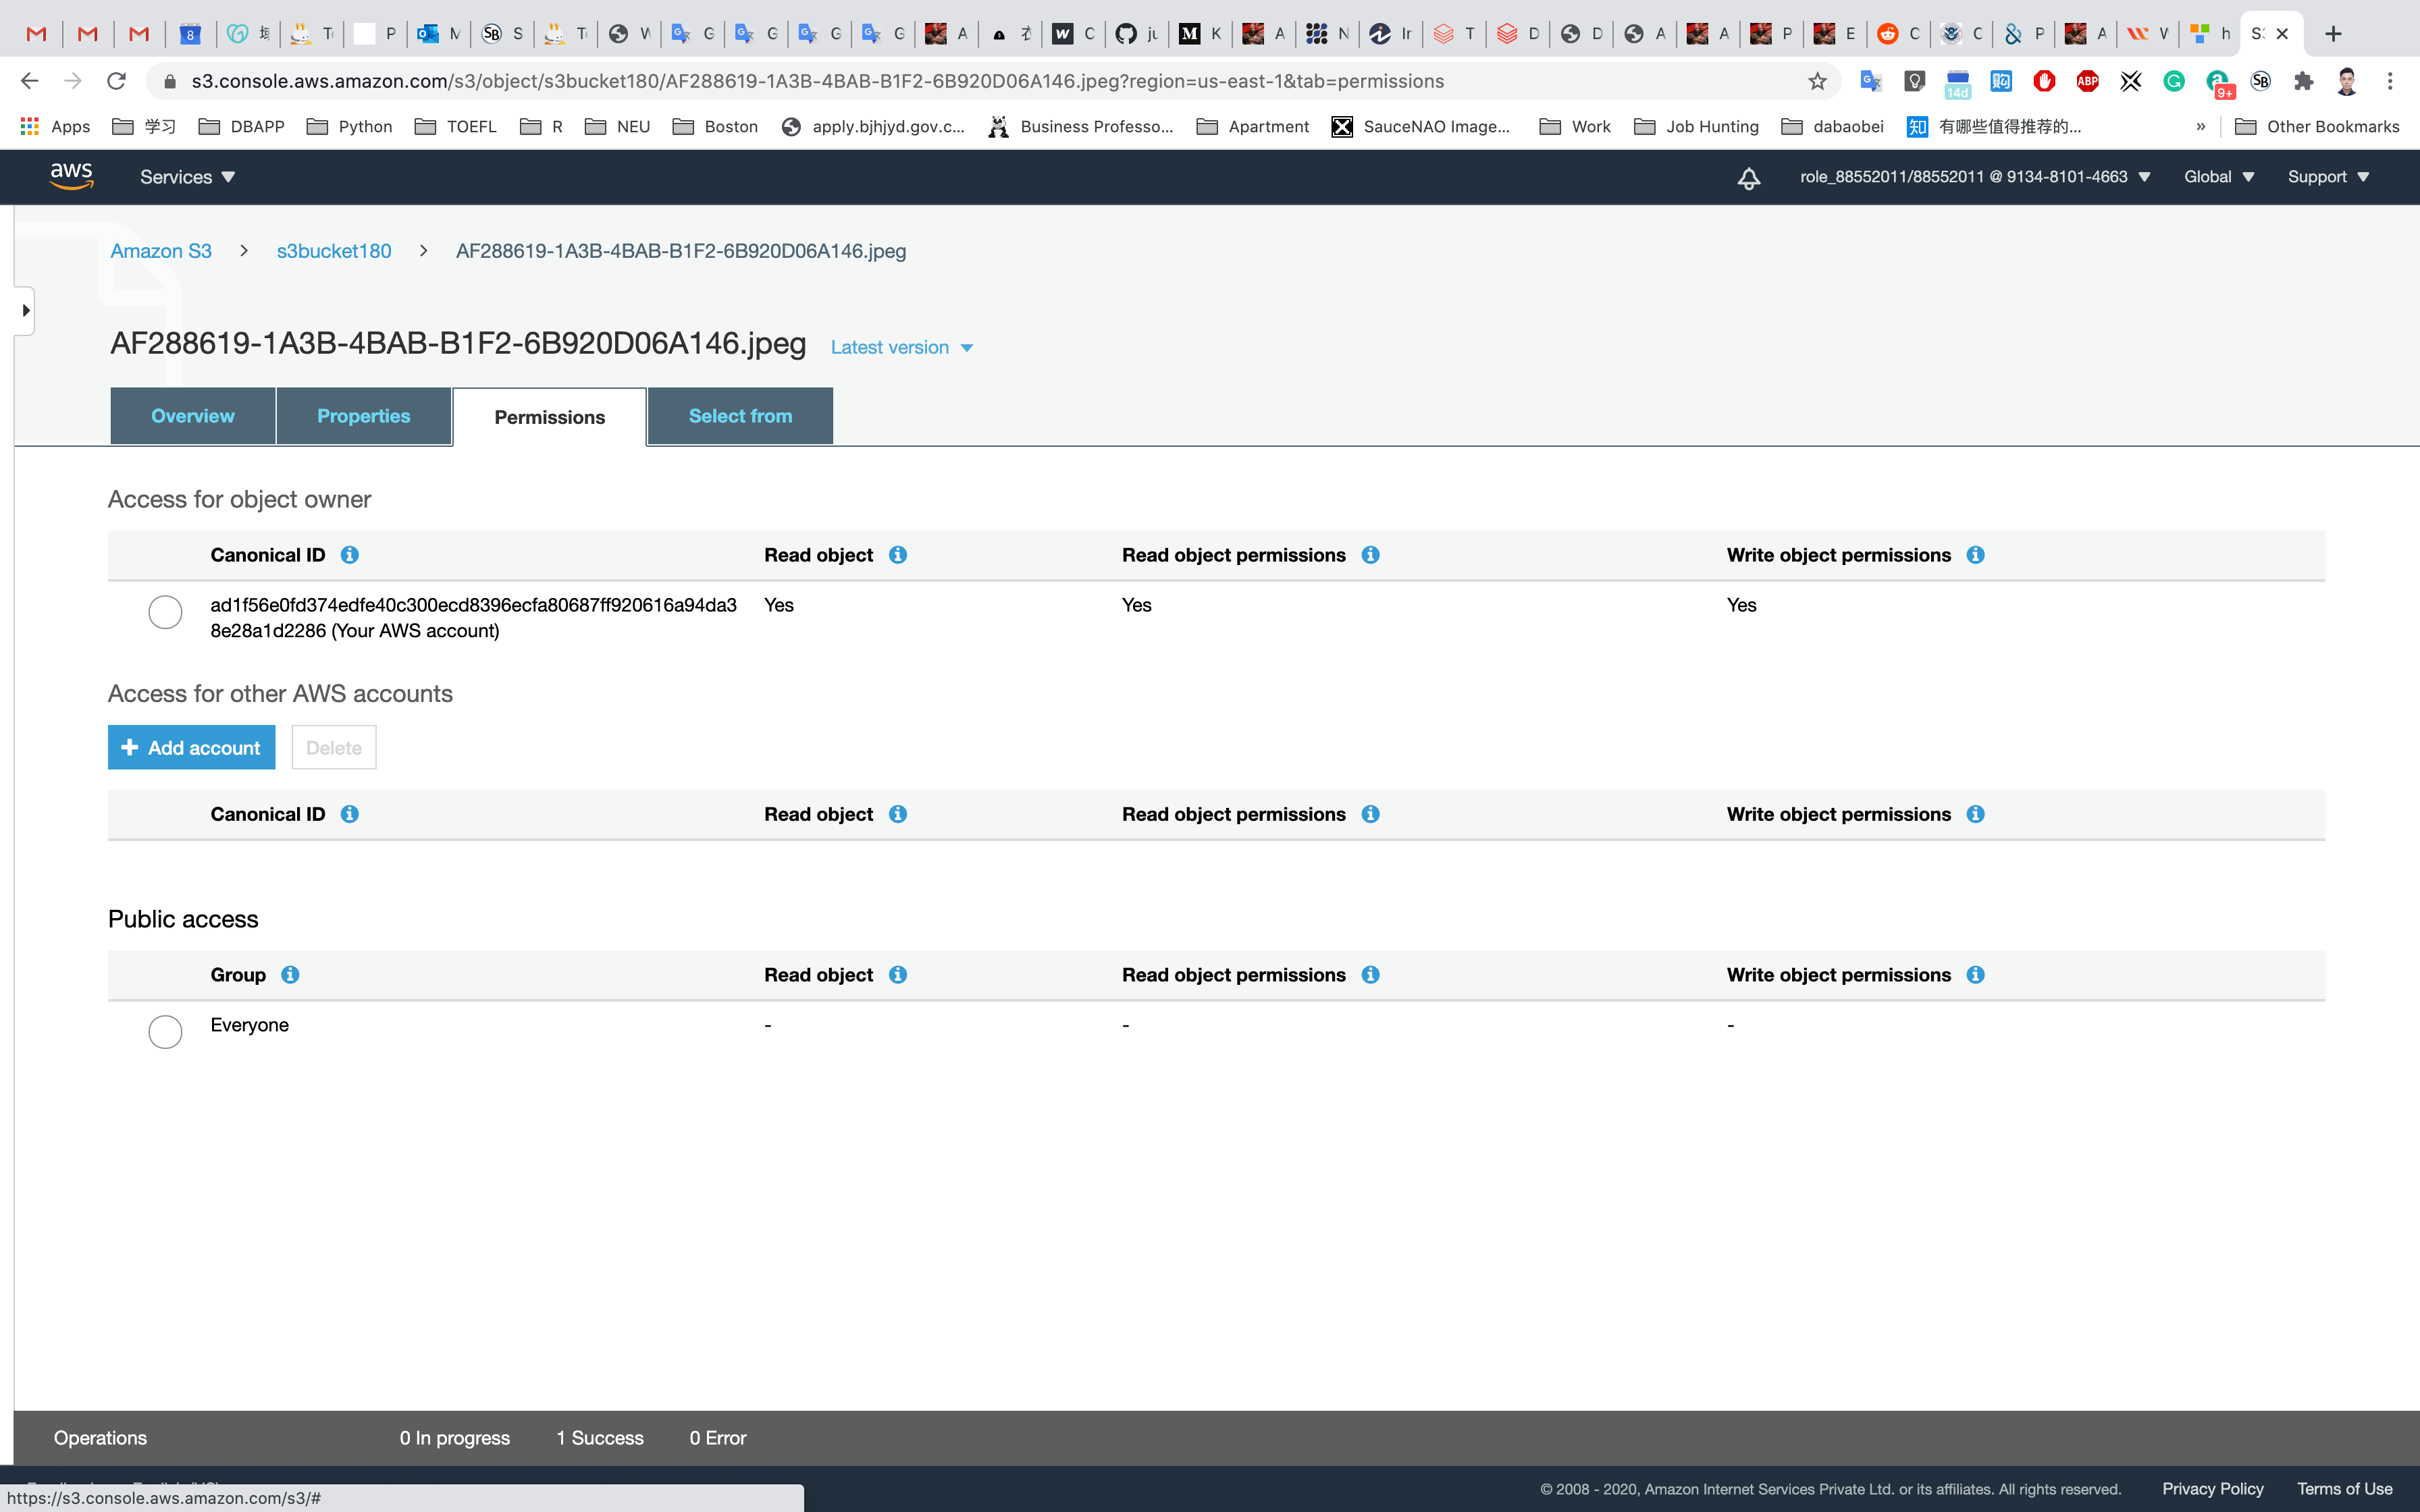 s3.console.aws.amazon.com/s3/object/s3bucket180/AF288619-1A3B-4BAB-B1F2-6B920D06A146.jpeg?region=us-east-1&tab=permissions
14d
ABP
9+
SB
Apps 学习 DBAPP Python TOEFL R NEU Boston apply.bjhjyd.gov.c... Business Professo... Apartment SauceNAO Image... Work Job Hunting dabaobei 知 有哪些值得推荐的... » Other Bookmarks
aws Services role_88552011/88552011 @ 9134-8101-4663 Global Support
Amazon S3 > s3bucket180 > AF288619-1A3B-4BAB-B1F2-6B920D06A146.jpeg
AF288619-1A3B-4BAB-B1F2-6B920D06A146.jpeg Latest version
Overview Properties Permissions Select from
Access for object owner
Canonical ID Read object Read object permissions Write object permissions
ad1f56e0fd374edfe40c300ecd8396ecfa80687ff920616a94da3 Yes Yes Yes
8e28a1d2286 (Your AWS account)
Access for other AWS accounts
+ Add account Delete
Canonical ID Read object Read object permissions Write object permissions
Public access
Group Read object Read object permissions Write object permissions
Everyone - - -
Operations 0 In progress 1 Success 0 Error
© 2008 - 2020, Amazon Internet Services Private Ltd. or its affiliates. All rights reserved. Privacy Policy Terms of Use
https://s3.console.aws.amazon.com/s3/#